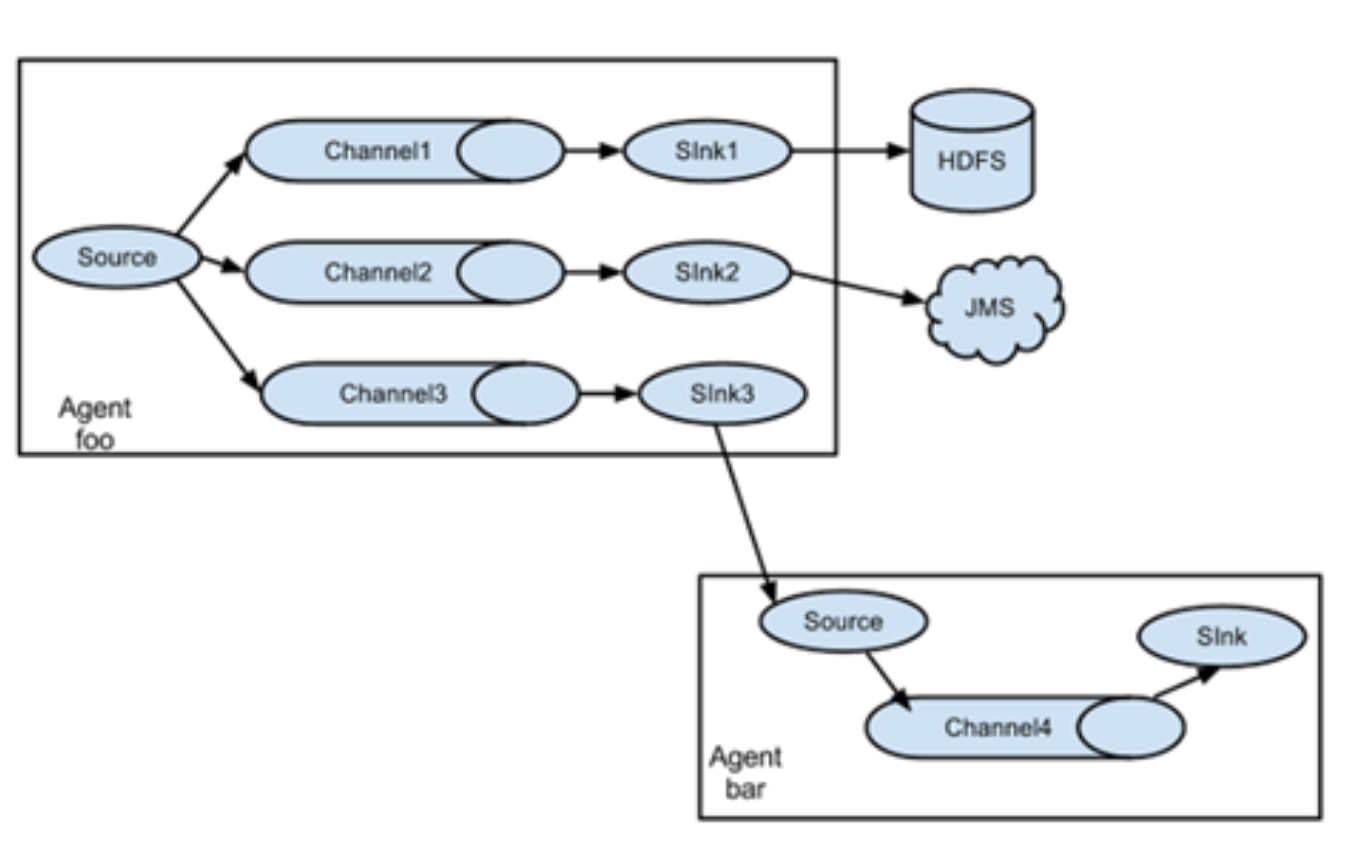 Channel1
SInk1
HDFS
Source
Channel2
SInk2
JMS
Channel3
SInk3
Agent
foo
Source
SInk
Channel4
Agent
bar